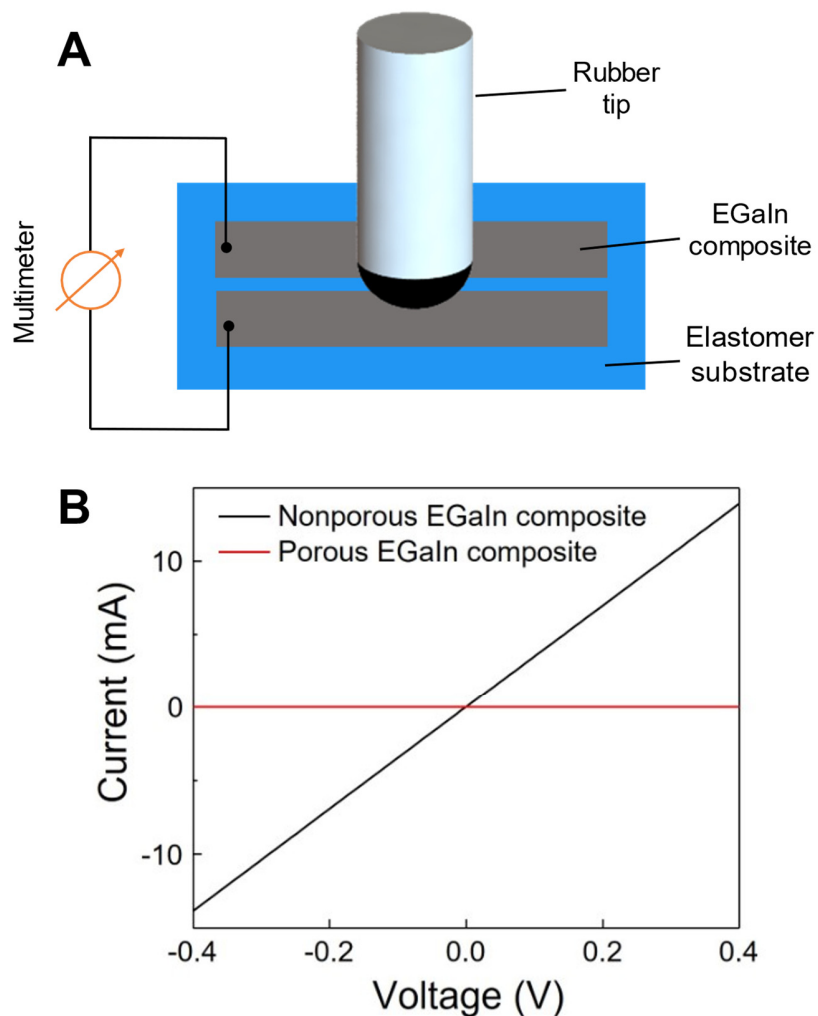 A
Rubber
tip
EGaIn
composite
Multimeter
Elastomer
substrate
B
Nonporous EGaIn composite
Porous EGaIn composite
Current (mA)
10
0
-10
-0.4
-0.2
0.0
0.2
0.4
Voltage (V)